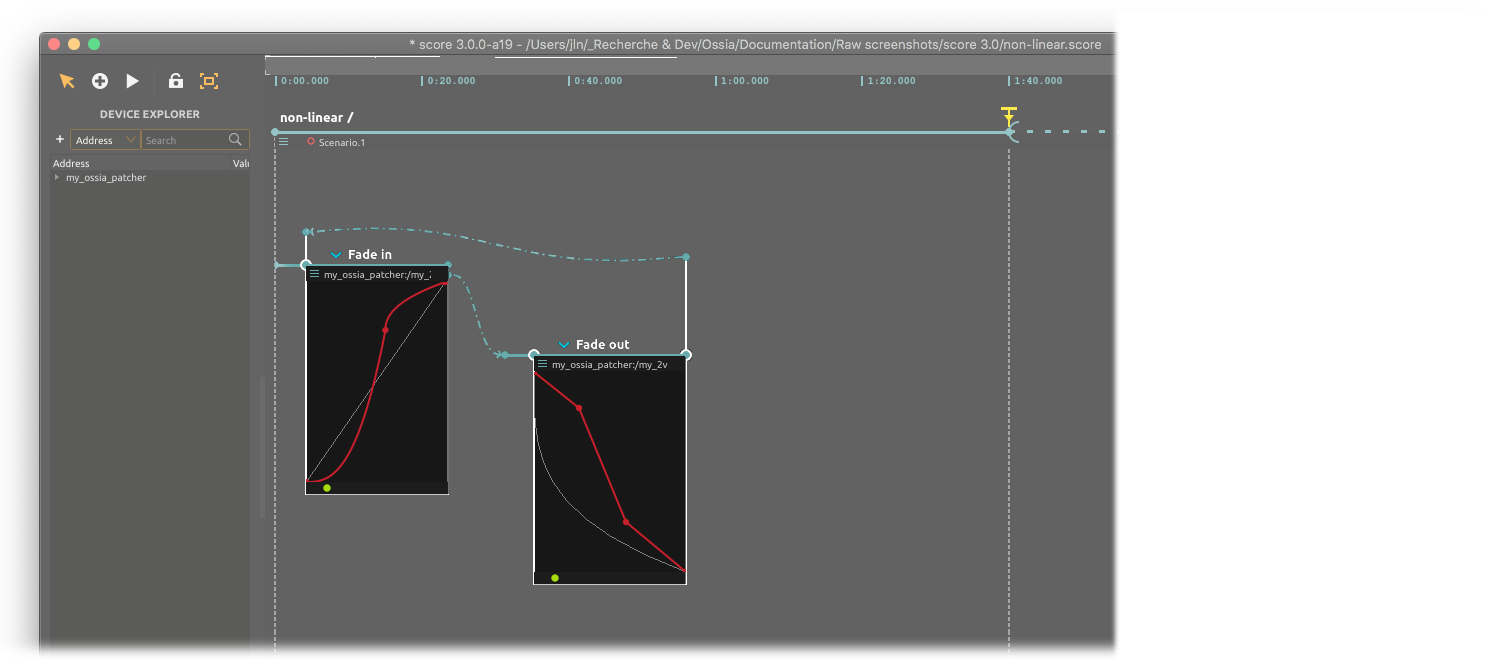 * score 3.0.0-a19 - /Users/jln/_Recherche & Dev/Ossia/Documentation/Raw screenshots/score 3.0/non-linear.score
0:00.000 0:20.000 0:40.000 1:00.000 1:20.000 1:40.000
DEVICE EXPLORER
non-linear /
+ Address Search
Scenario.1
Address Valu
my_ossia_patcher
Fade in
my_ossia_patcher:/my_
Fade out
my_ossia_patcher:/my_2v